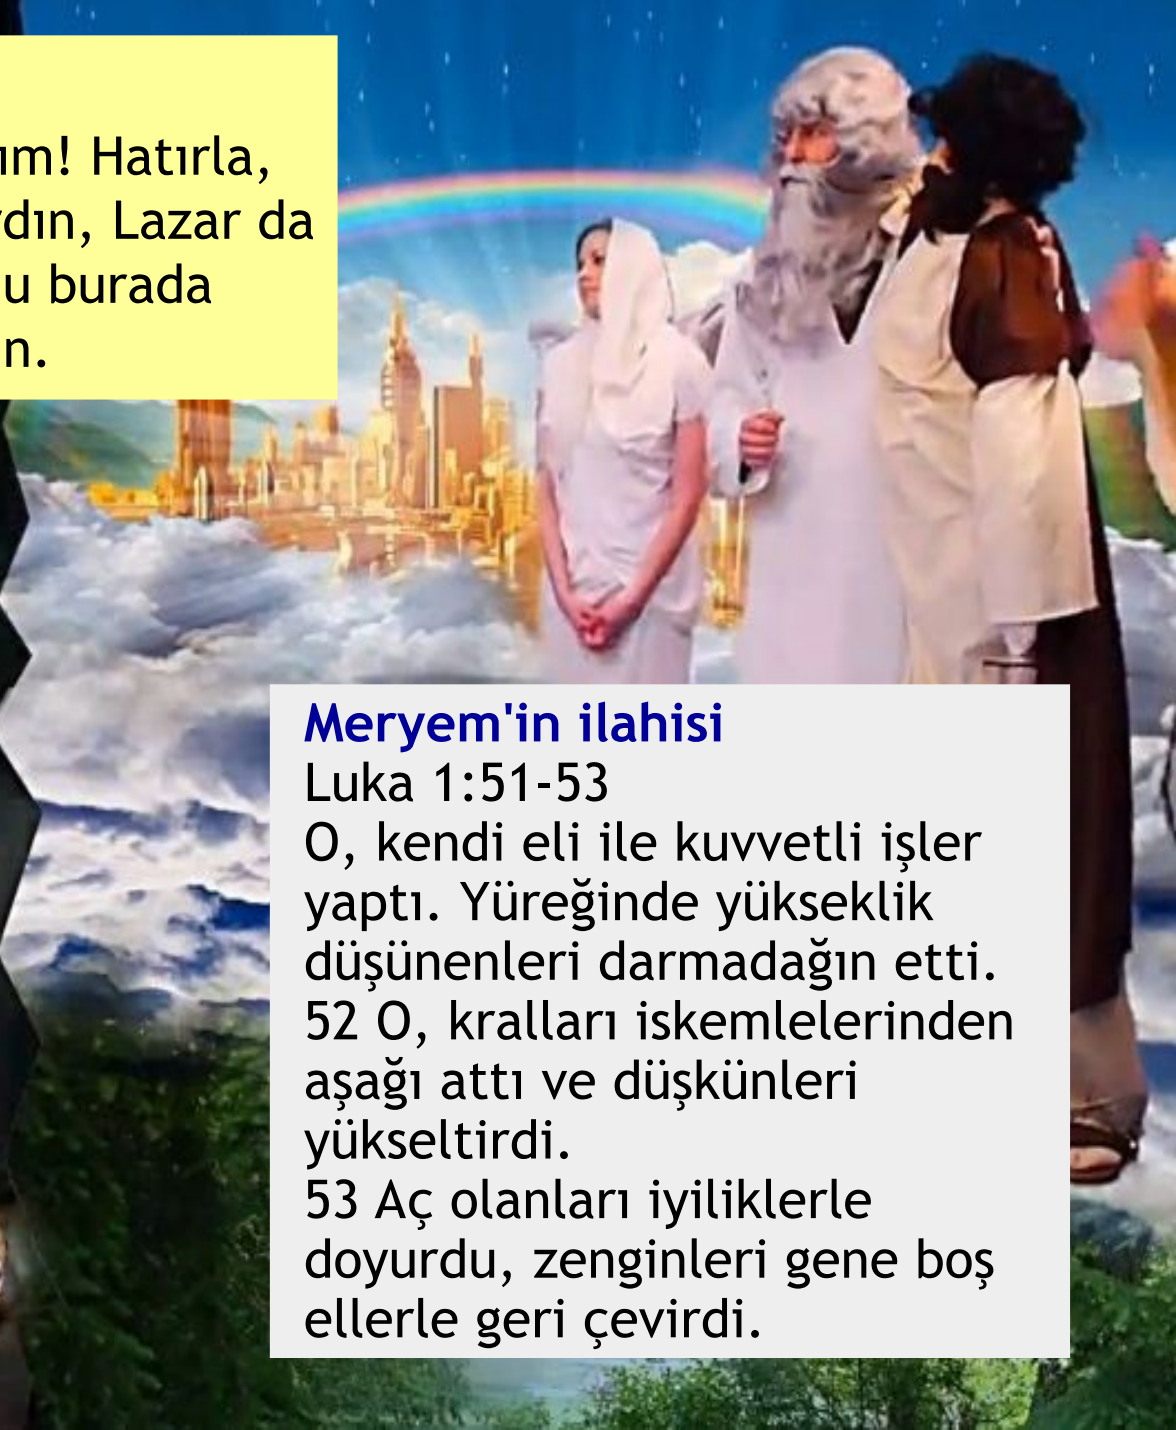 ım! Hatırla,
rdın, Lazar da
u burada
n.
Meryem'in ilahisi
Luka 1:51-53
O, kendi eli ile kuvvetli işler
yaptı. Yüreğinde yükseklik
düşünenleri darmadağın etti.
52 O, kralları iskemlelerinden
aşağı attı ve düşkünleri
yükseltirdi.
53 Aç olanları iyiliklerle
doyurdu, zenginleri gene boş
ellerle geri çevirdi.